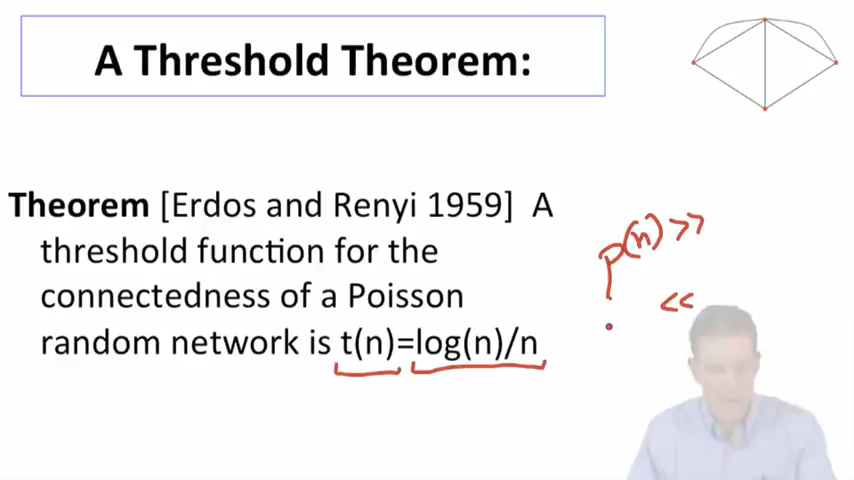 A Threshold Theorem:
Theorem [Erdos and Renyi 1959] A
threshold function for the
connectedness of a Poisson
random network is t(n)=log(n)/n
p(n) >>
<<